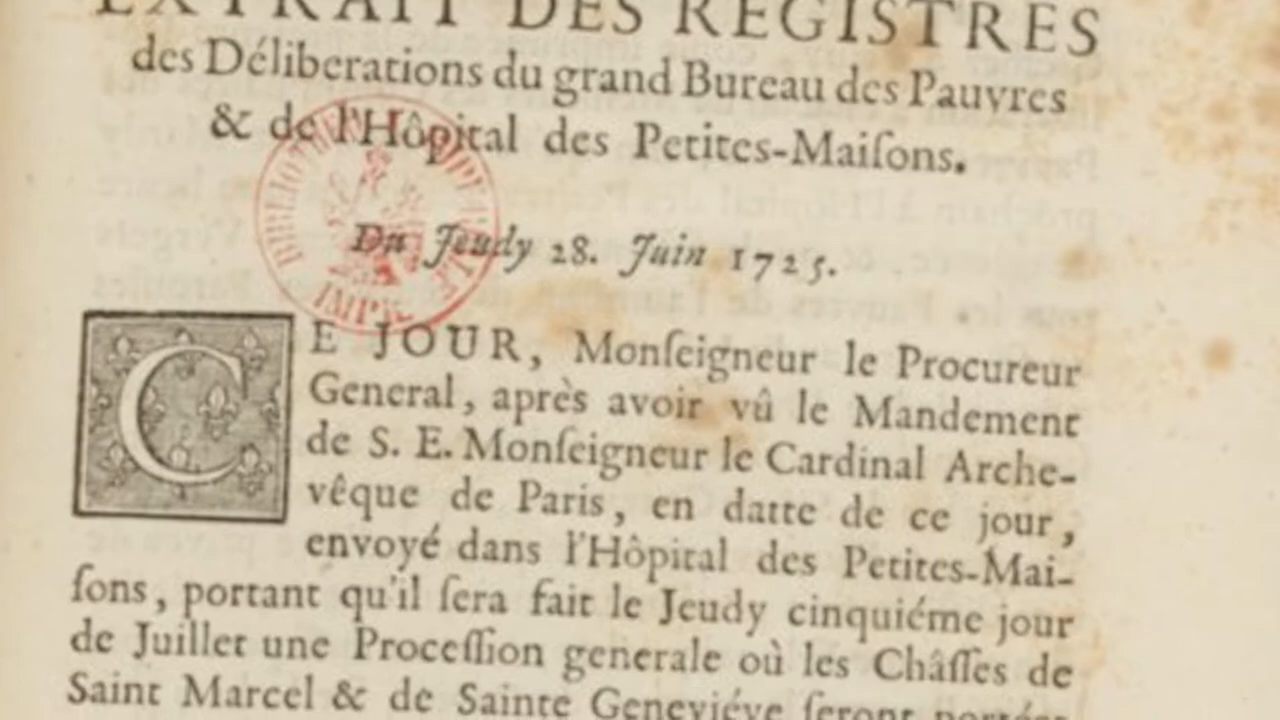 EXTRAIT DES REGISTRES
des Déliberations du grand Bureau des Pauvres
& de l'Hôpital des Petites-Maiſons.
Du Jeudy 28. Juin 1725.
CE JOUR, Monſeigneur le Procureur
General, après avoir vû le Mandement
de S. E. Monſeigneur le Cardinal Arche-
vêque de Paris, en datte de ce jour,
envoyé dans l'Hôpital des Petites-Mai-
ſons, portant qu'il ſera fait le Jeudy cinquiéme jour
de Juillet une Proceſſion generale où les Châſſes de
Saint Marcel & de Sainte Geneviéve ſeront portées